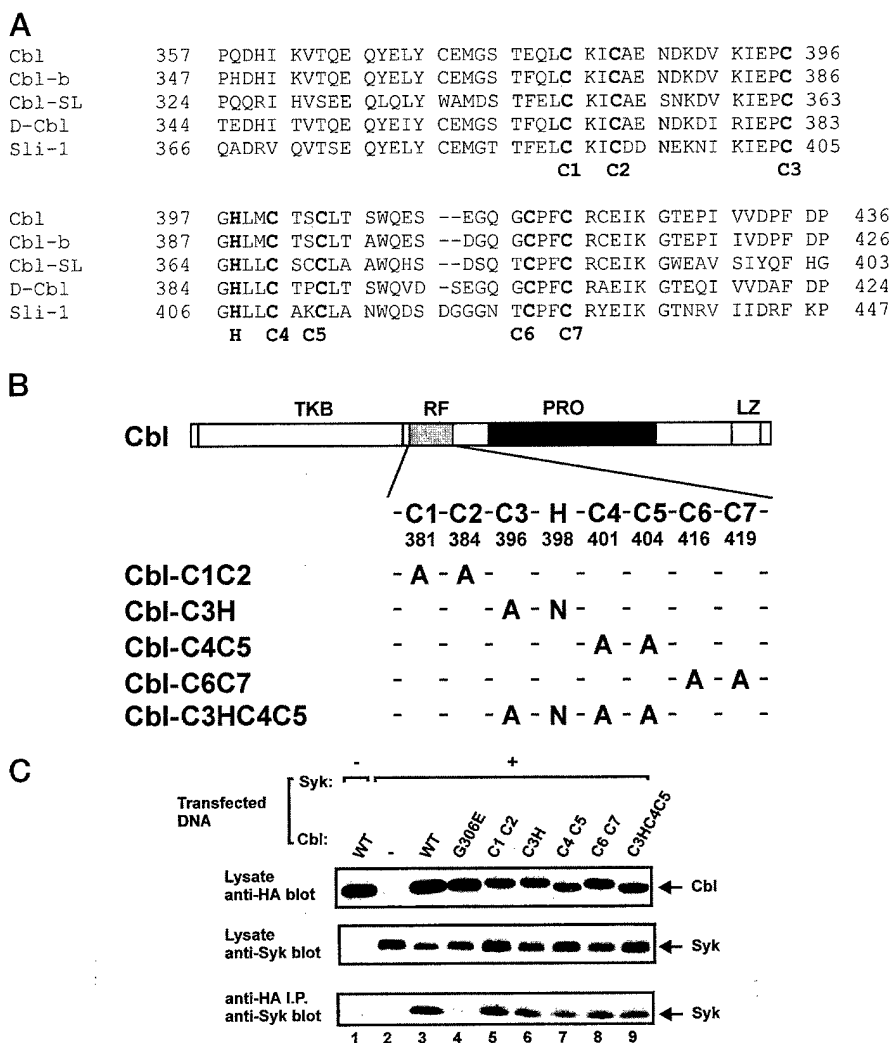 A
Cbl 357 PQDHI KVTQE QYELY CEMGS TEQLC KICAE NDKDV KIEPC 396
Cbl-b 347 PHDHI KVTQE QYELY CEMGS TFQLC KICAE NDKDV KIEPC 386
Cbl-SL 324 PQQRI HVSEE QLQLY WAMDS TFELC KICAE SNKDV KIEPC 363
D-Cbl 344 TEDHI TVTQE QYEIY CEMGS TFQLC KICAE NDKDI RIEPC 383
Sli-1 366 QADRV QVTSE QYELY CEMGT TFELC KICDD NEKNI KIEPC 405
C1 C2 C3
Cbl 397 GHLMC TSCLT SWQES --EGQ GCPFC RCEIK GTEPI VVDPF DP 436
Cbl-b 387 GHLMC TSCLT AWQES --DGQ GCPFC RCEIK GTEPI IVDPF DP 426
Cbl-SL 364 GHLLC SCCLA AWQHS --DSQ TCPFC RCEIK GWEAV SIYQF HG 403
D-Cbl 384 GHLLC TPCLT SWQVD -SEGQ GCPFC RAEIK GTEQI VVDAF DP 424
Sli-1 406 GHLLC AKCLA NWQDS DGGGN TCPFC RYEIK GTNRV IIDRF KP 447
H C4 C5 C6 C7
B
TKB RF PRO LZ
Cbl
-C1-C2-C3-H-C4-C5-C6-C7-
381 384 396 398 401 404 416 419
Cbl-C1C2 - A - A - - - - - - -
Cbl-C3H - - - A - N - - - - -
Cbl-C4C5 - - - - - A - A - - -
Cbl-C6C7 - - - - - - - A - A -
Cbl-C3HC4C5 - - - A - N - A - A - - -
C
- +
Syk:
Transfected
DNA
Cbl: WT - WT G306E C1 C2 C3H C4 C5 C6 C7 C3HC4C5
Lysate
anti-HA blot
Cbl
Lysate
anti-Syk blot
Syk
anti-HA I.P.
anti-Syk blot
Syk
1 2 3 4 5 6 7 8 9